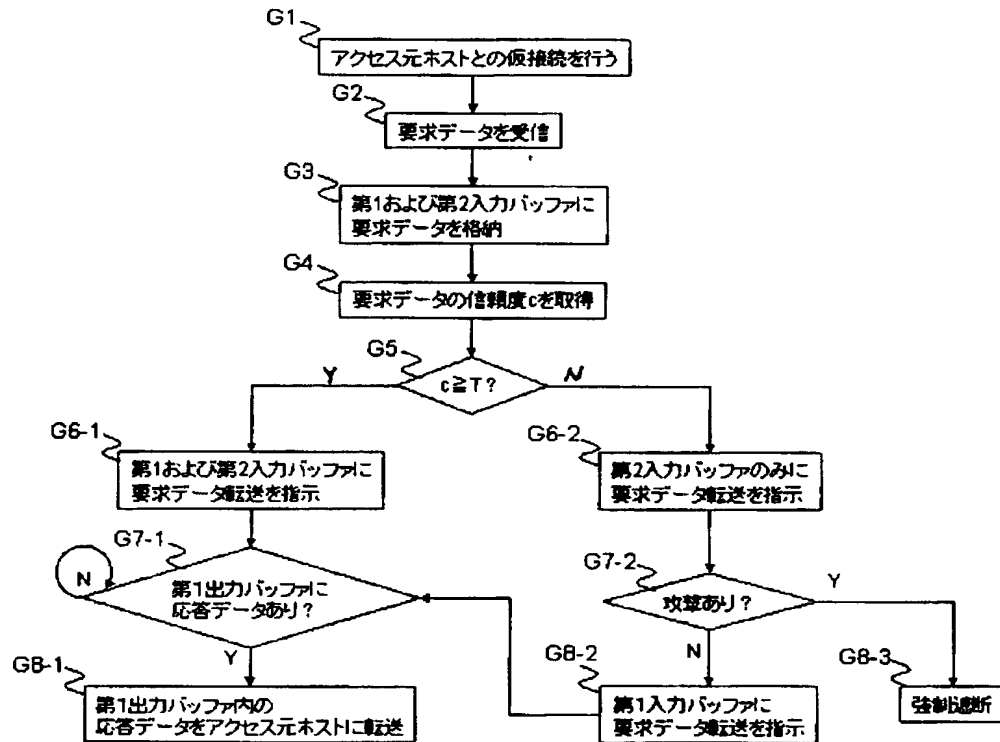 G1
アクセス元ホストとの仮接続を行う
G2
要求データを受信
G3
第1および第2入力バッファに
要求データを格納
G4
要求データの信頼度cを取得
G5
c≧T?
Y
N
G6-1
第1および第2入力バッファに
要求データ転送を指示
G6-2
第2入力バッファのみに
要求データ転送を指示
G7-1
N
第1出力バッファに
応答データあり?
Y
G7-2
攻撃あり?
Y
N
G8-1
第1出力バッファ内の
応答データをアクセス元ホストに転送
G8-2
第1入力バッファに
要求データ転送を指示
G8-3
強制遮断